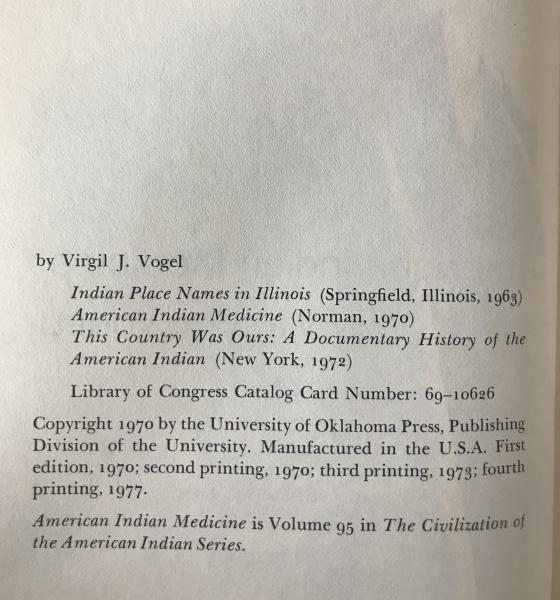 by Virgil J. Vogel
Indian Place Names in Illinois (Springfield, Illinois, 1963)
American Indian Medicine (Norman, 1970)
This Country Was Ours: A Documentary History of the
American Indian (New York, 1972)
Library of Congress Catalog Card Number: 69–10626
Copyright 1970 by the University of Oklahoma Press, Publishing
Division of the University. Manufactured in the U.S.A. First
edition, 1970; second printing, 1970; third printing, 1973; fourth
printing, 1977.
American Indian Medicine is Volume 95 in The Civilization of
the American Indian Series.